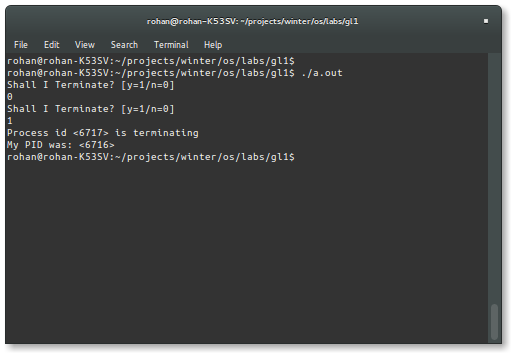 rohan@rohan-K53SV: ~/projects/winter/os/labs/gl1
File Edit View Search Terminal Help
rohan@rohan-K53SV:~/projects/winter/os/labs/gl1$
rohan@rohan-K53SV:~/projects/winter/os/labs/gl1$ ./a.out
Shall I Terminate? [y=1/n=0]
0
Shall I Terminate? [y=1/n=0]
1
Process id <6717> is terminating
My PID was: <6716>
rohan@rohan-K53SV:~/projects/winter/os/labs/gl1$